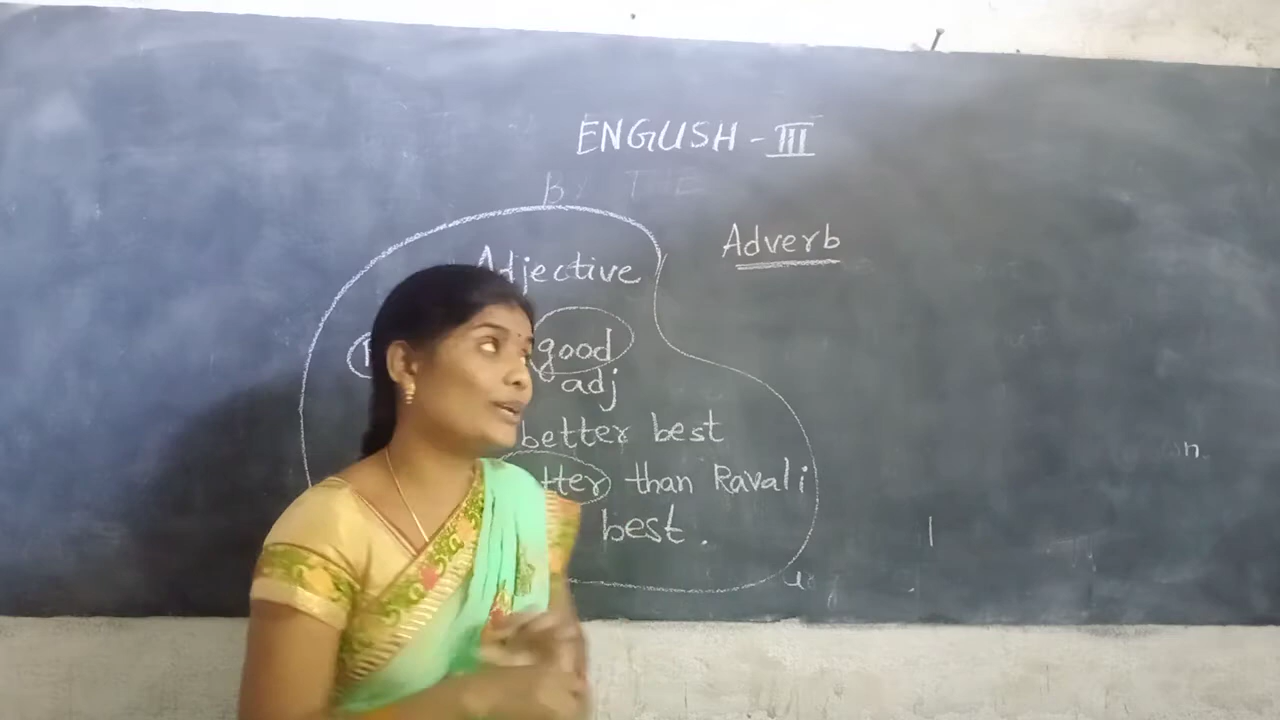 ENGLISH - III
BY THE
Adverb
Adjective
good
adj
better best
tter than Ravali
best.